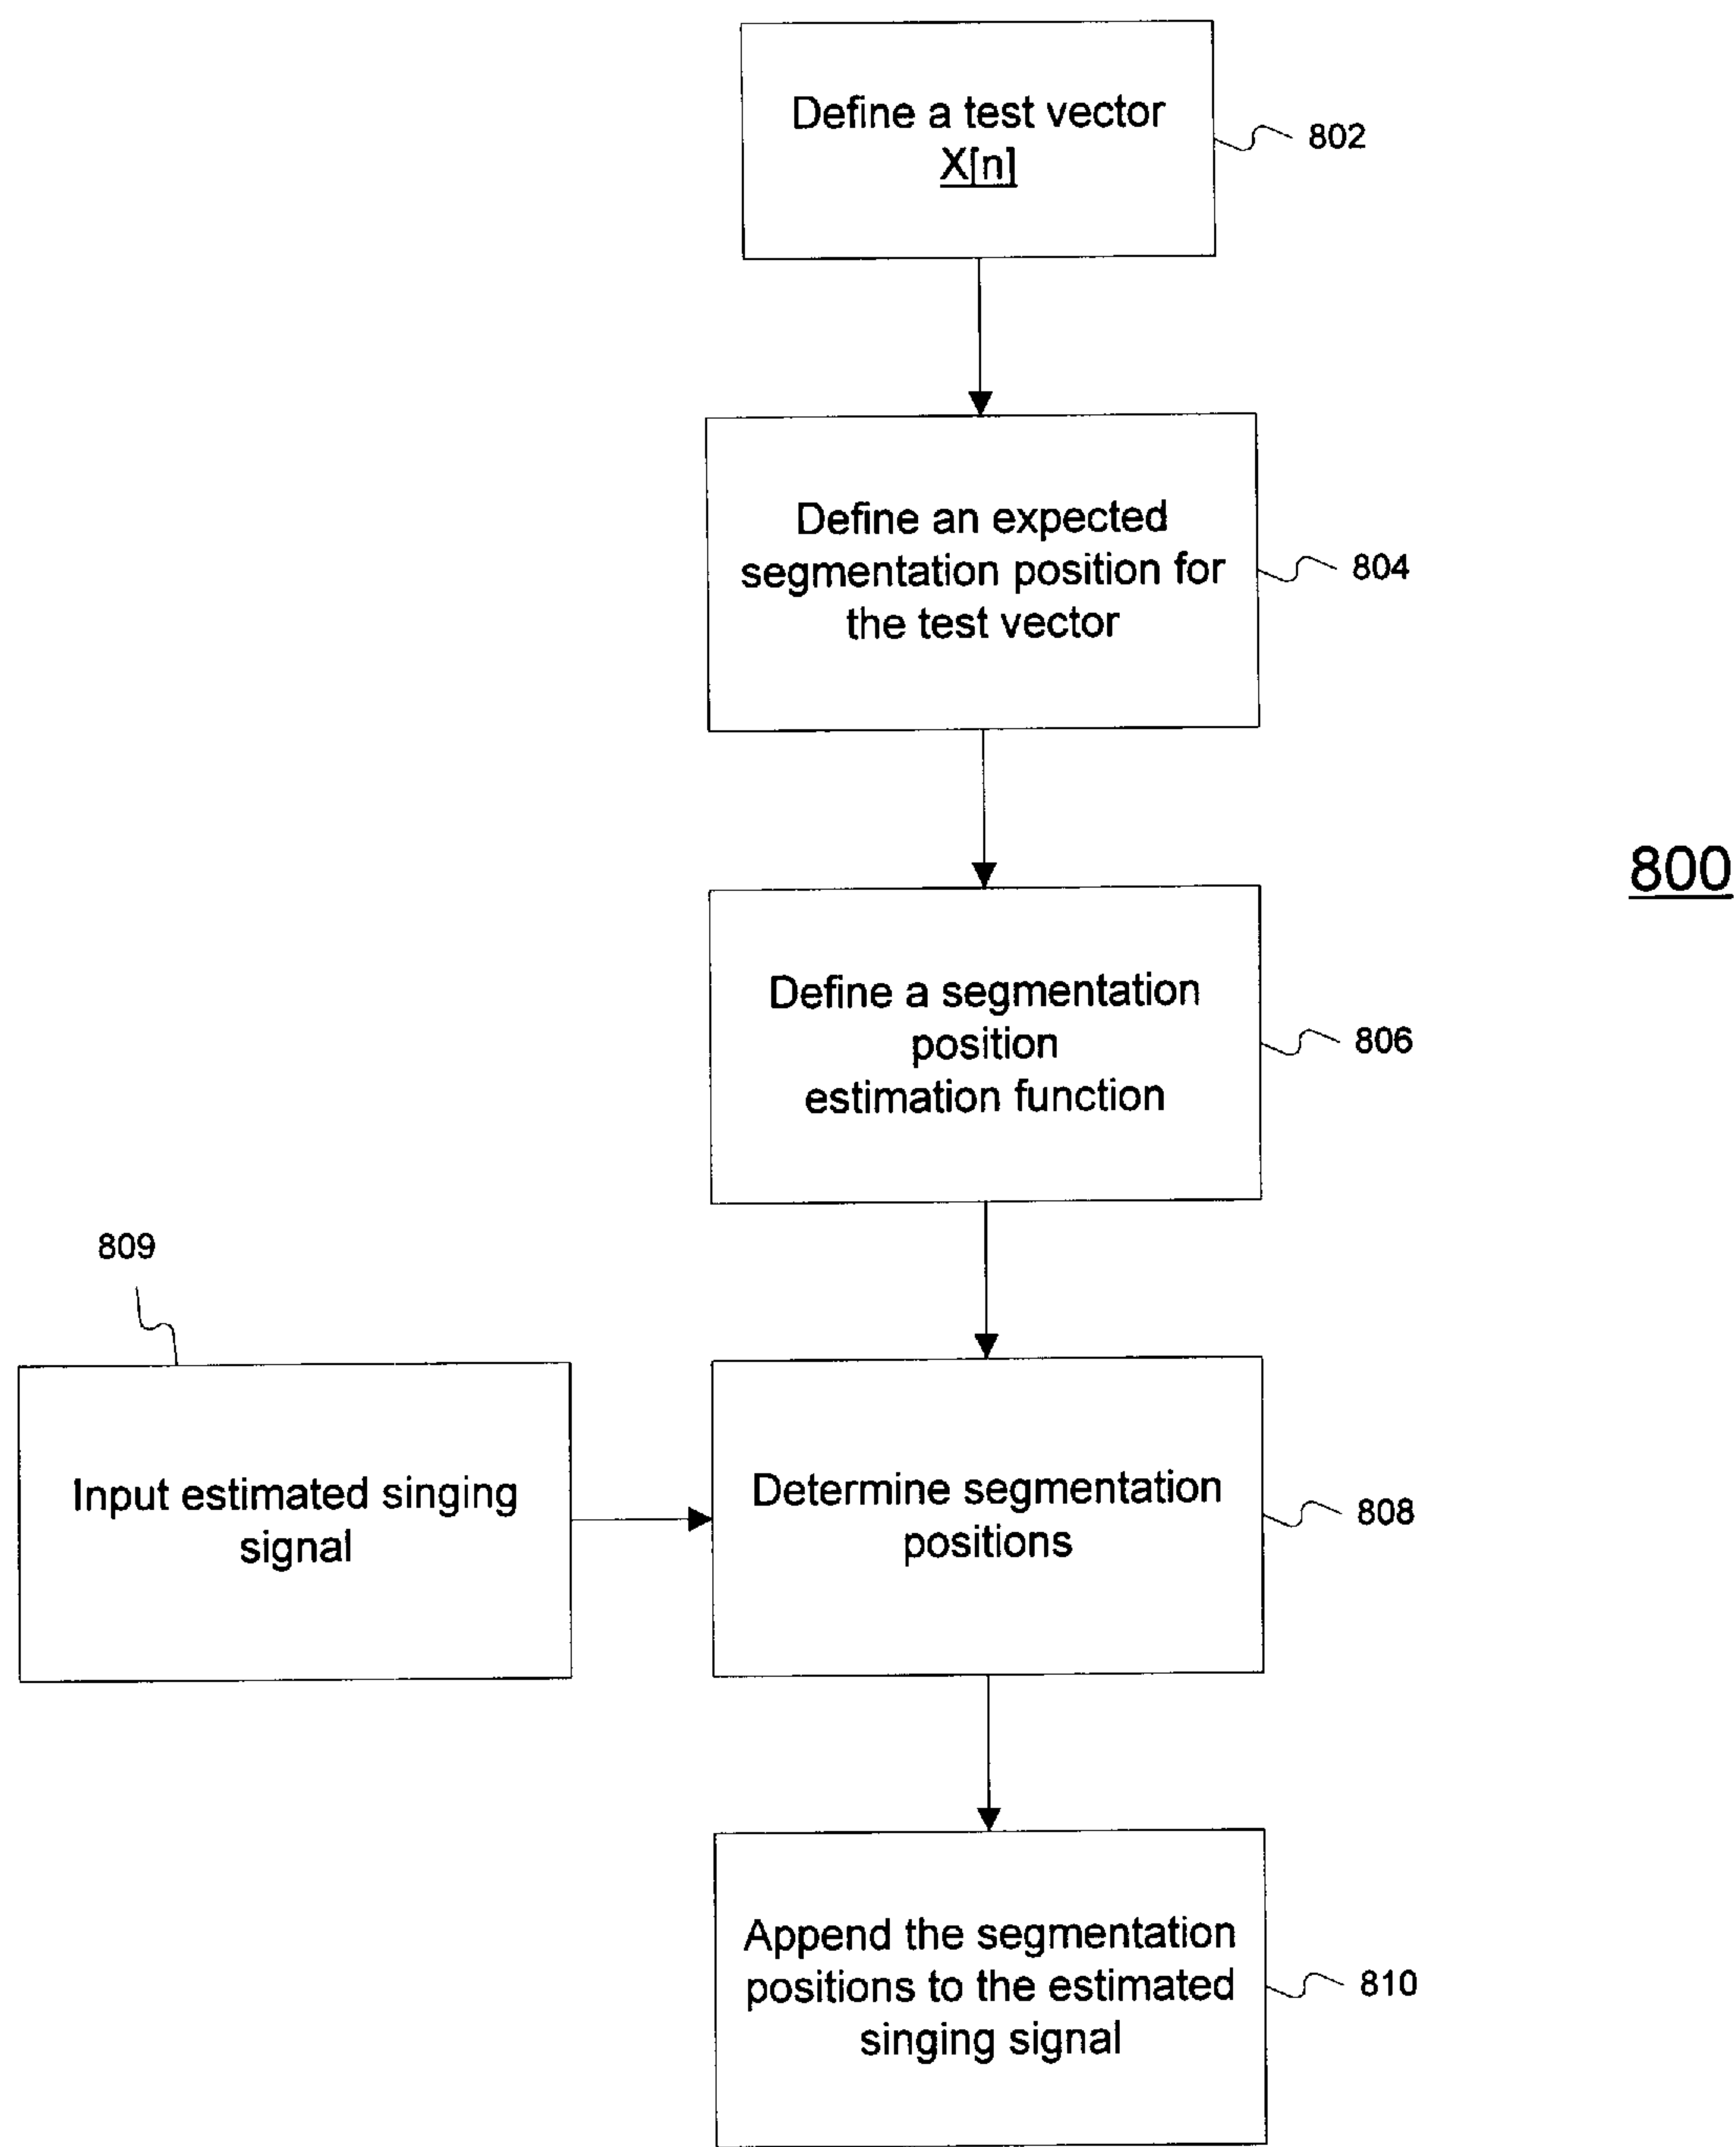 Define a test vector
X[n]
802
Define an expected
segmentation position for
the test vector
804
800
Define a segmentation
position
estimation function
806
809
Input estimated singing
signal
Determine segmentation
positions
808
Append the segmentation
positions to the estimated
singing signal
810